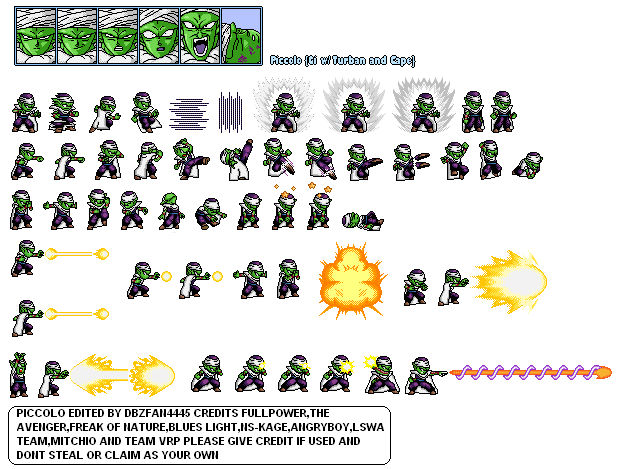 Piccolo {Ei w/Turban and Cape}
PICCOLO EDITED BY DBZFAN4445 CREDITS FULLPOWER,THE
AVENGER,FREAK OF NATURE,BLUES LIGHT,NS-KAGE,ANGRYBOY,LSWA
TEAM,MITCHIO AND TEAM VRP PLEASE GIVE CREDIT IF USED AND
DONT STEAL OR CLAIM AS YOUR OWN